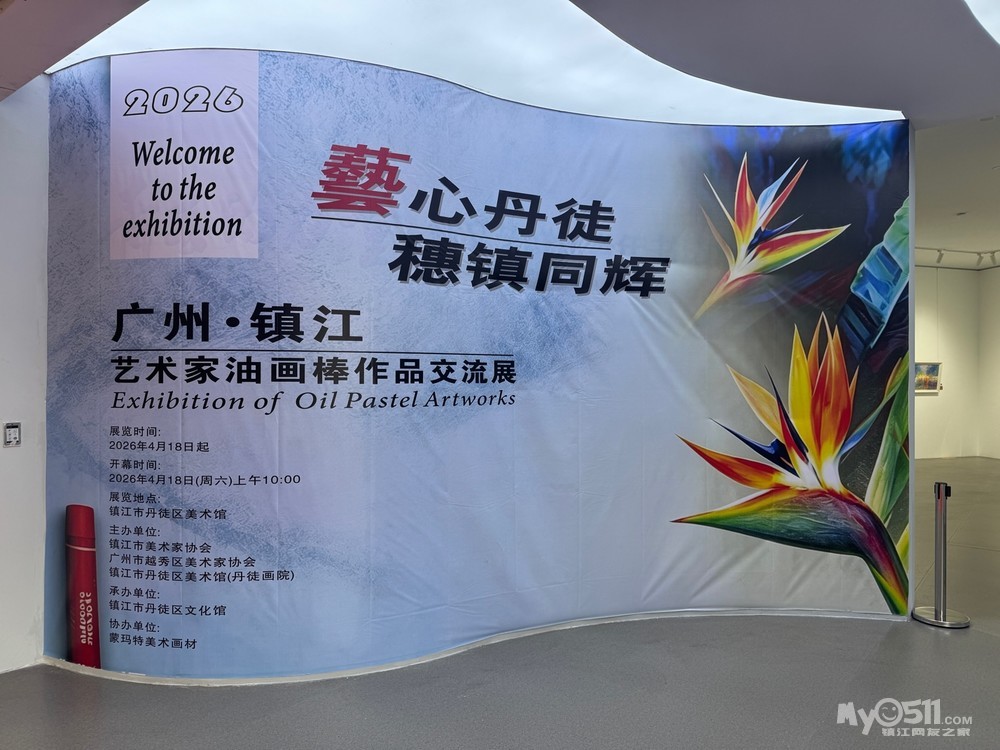 2026
Welcome
to the
exhibition
藝心丹徒
穗镇同辉
广州·镇江
艺术家油画棒作品交流展
Exhibition of Oil Pastel Artworks
展览时间:
2026年4月18日起
开幕时间:
2026年4月18日(周六)上午10:00
展览地点:
镇江市丹徒区美术馆
主办单位:
镇江市美术家协会
广州市越秀区美术家协会
镇江市丹徒区美术馆(丹徒画院)
承办单位:
镇江市丹徒区文化馆
协办单位:
蒙玛特美术画材
My0511.COM
镇江网友之家